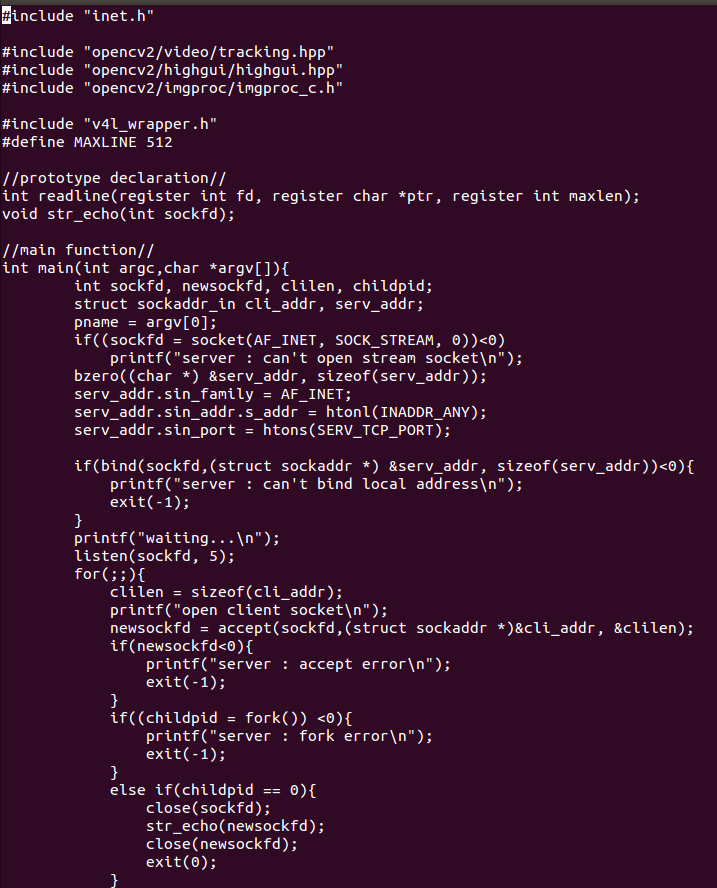 #include "inet.h"

#include "opencv2/video/tracking.hpp"
#include "opencv2/highgui/highgui.hpp"
#include "opencv2/imgproc/imgproc_c.h"

#include "v4l_wrapper.h"
#define MAXLINE 512

//prototype declaration//
int readline(register int fd, register char *ptr, register int maxlen);
void str_echo(int sockfd);

//main function//
int main(int argc,char *argv[]){
        int sockfd, newsockfd, clilen, childpid;
        struct sockaddr_in cli_addr, serv_addr;
        pname = argv[0];
        if((sockfd = socket(AF_INET, SOCK_STREAM, 0))<0)
            printf("server : can't open stream socket\n");
        bzero((char *) &serv_addr, sizeof(serv_addr));
        serv_addr.sin_family = AF_INET;
        serv_addr.sin_addr.s_addr = htonl(INADDR_ANY);
        serv_addr.sin_port = htons(SERV_TCP_PORT);

        if(bind(sockfd,(struct sockaddr *) &serv_addr, sizeof(serv_addr))<0){
            printf("server : can't bind local address\n");
            exit(-1);
        }
        printf("waiting...\n");
        listen(sockfd, 5);
        for(;;){
            clilen = sizeof(cli_addr);
            printf("open client socket\n");
            newsockfd = accept(sockfd,(struct sockaddr *)&cli_addr, &clilen);
            if(newsockfd<0){
                printf("server : accept error\n");
                exit(-1);
            }
            if((childpid = fork()) <0){
                printf("server : fork error\n");
                exit(-1);
            }
            else if(childpid == 0){
                close(sockfd);
                str_echo(newsockfd);
                close(newsockfd);
                exit(0);
            }